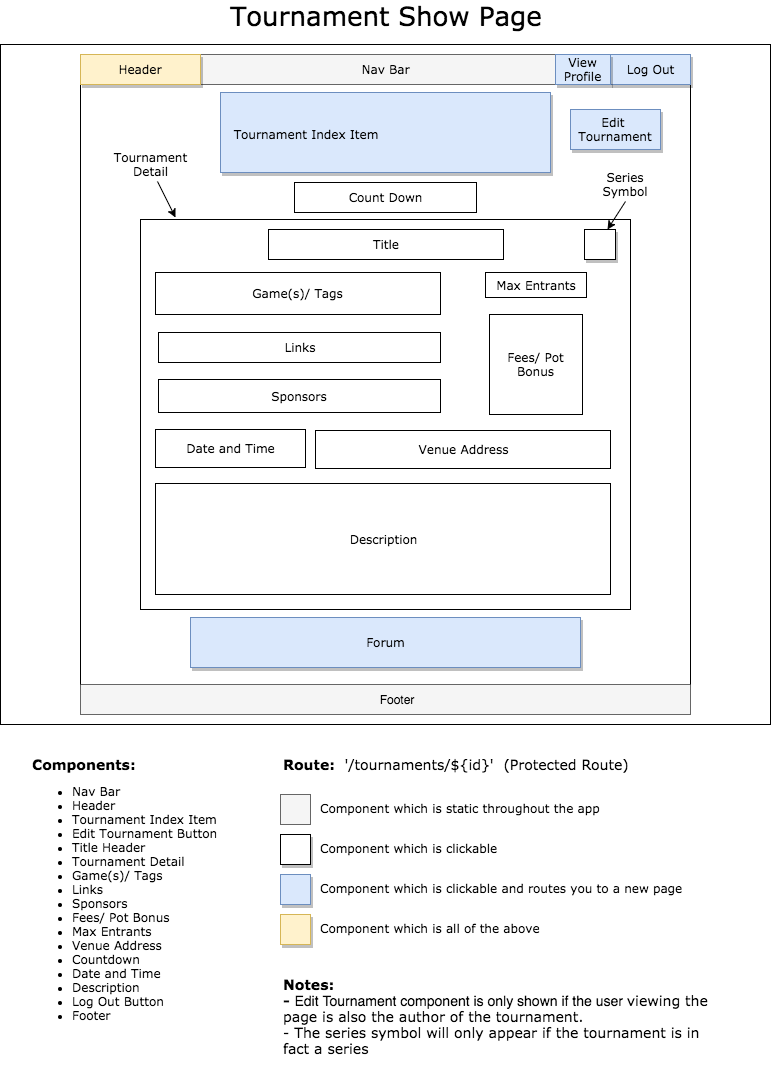 Tournament Show Page
Header
Nav Bar
View
Profile
Log Out
Tournament Index Item
Edit
Tournament
Tournament
Detail
Series
Symbol
Count Down
Title
Game(s)/ Tags
Max Entrants
Links
Fees/ Pot
Bonus
Sponsors
Date and Time
Venue Address
Description
Forum
Footer
Components:
Nav Bar
Header
Tournament Index Item
Edit Tournament Button
Title Header
Tournament Detail
Game(s)/ Tags
Links
Sponsors
Fees/ Pot Bonus
Max Entrants
Venue Address
Countdown
Date and Time
Description
Log Out Button
Footer
Route: '/tournaments/${id}' (Protected Route)
Component which is static throughout the app
Component which is clickable
Component which is clickable and routes you to a new page
Component which is all of the above
Notes:
- Edit Tournament component is only shown if the user viewing the
page is also the author of the tournament.
- The series symbol will only appear if the tournament is in
fact a series